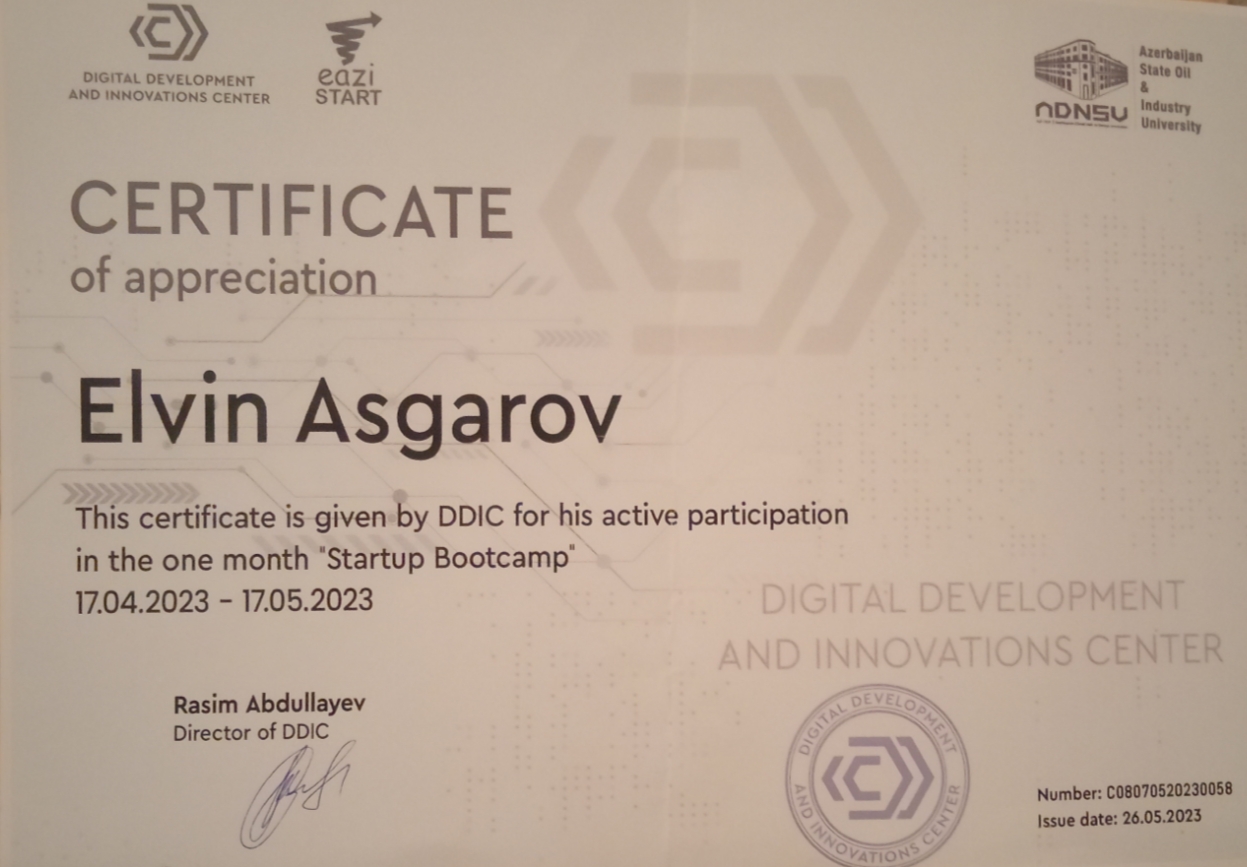 DIGITAL DEVELOPMENT
AND INNOVATIONS CENTER
eazi
START
Azerbaijan
State Oil
&
Industry
University
ADNSU
CERTIFICATE
of appreciation
Elvin Asgarov
This certificate is given by DDIC for his active participation
in the one month "Startup Bootcamp"
17.04.2023 - 17.05.2023
DIGITAL DEVELOPMENT
AND INNOVATIONS CENTER
Rasim Abdullayev
Director of DDIC
DIGITAL DEVELOPMENT
AND INNOVATIONS CENTER
Number: C08070520230058
Issue date: 26.05.2023